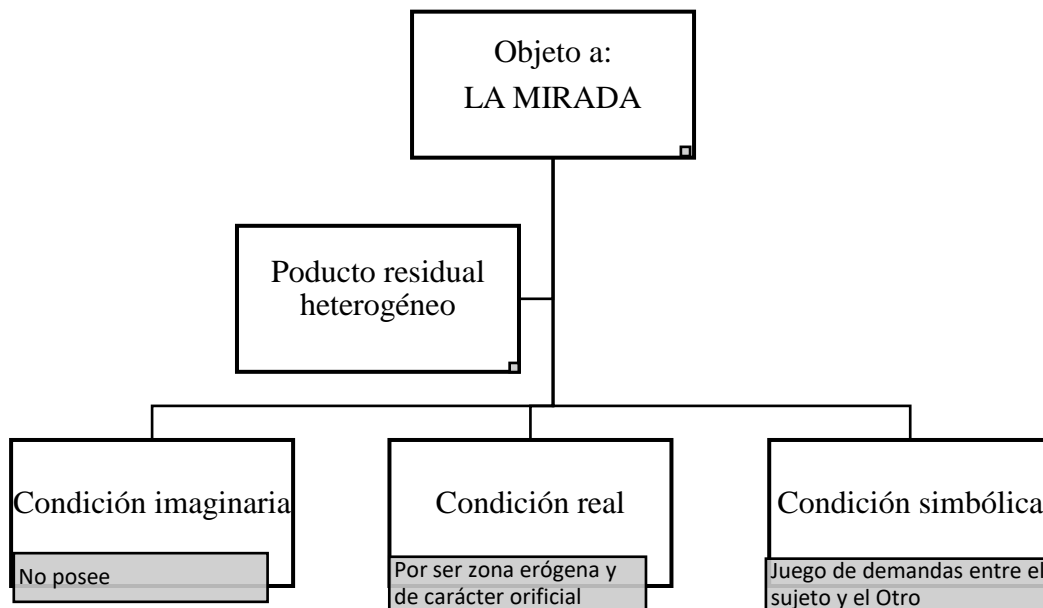 Objeto a:
LA MIRADA
Poducto residual
heterogéneo
Condición imaginaria
No posee
Condición real
Por ser zona erógena y
de carácter orificial
Condición simbólica
Juego de demandas entre el
sujeto y el Otro